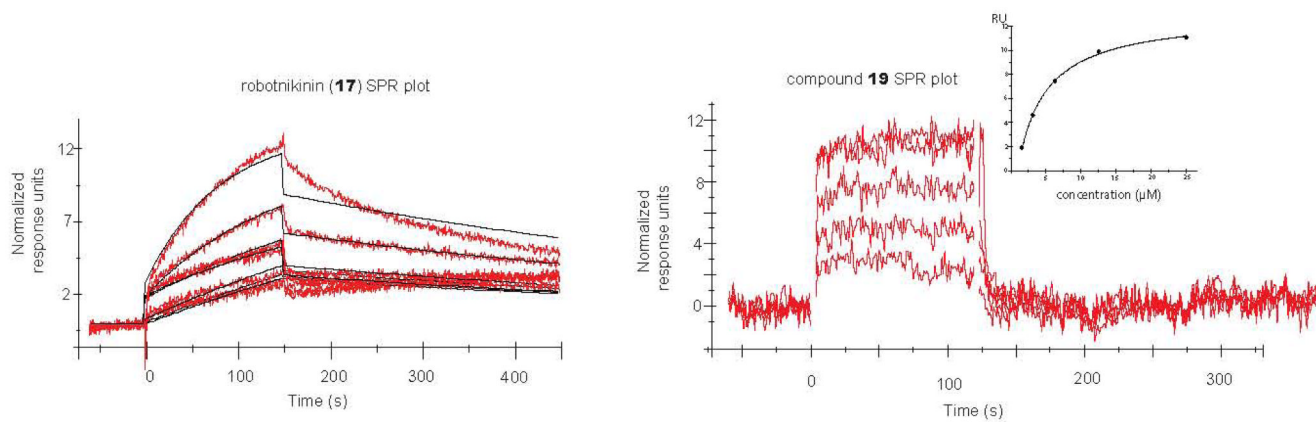 robotnikinin (17) SPR plot
12
7
2
Normalized
response units
0
100
200
300
400
Time (s)
compound 19 SPR plot
12
8
4
0
Normalized
response units
0
100
200
300
Time (s)
RU
12
10
8
6
4
2
0
0
5
10
15
20
25
concentration (µM)